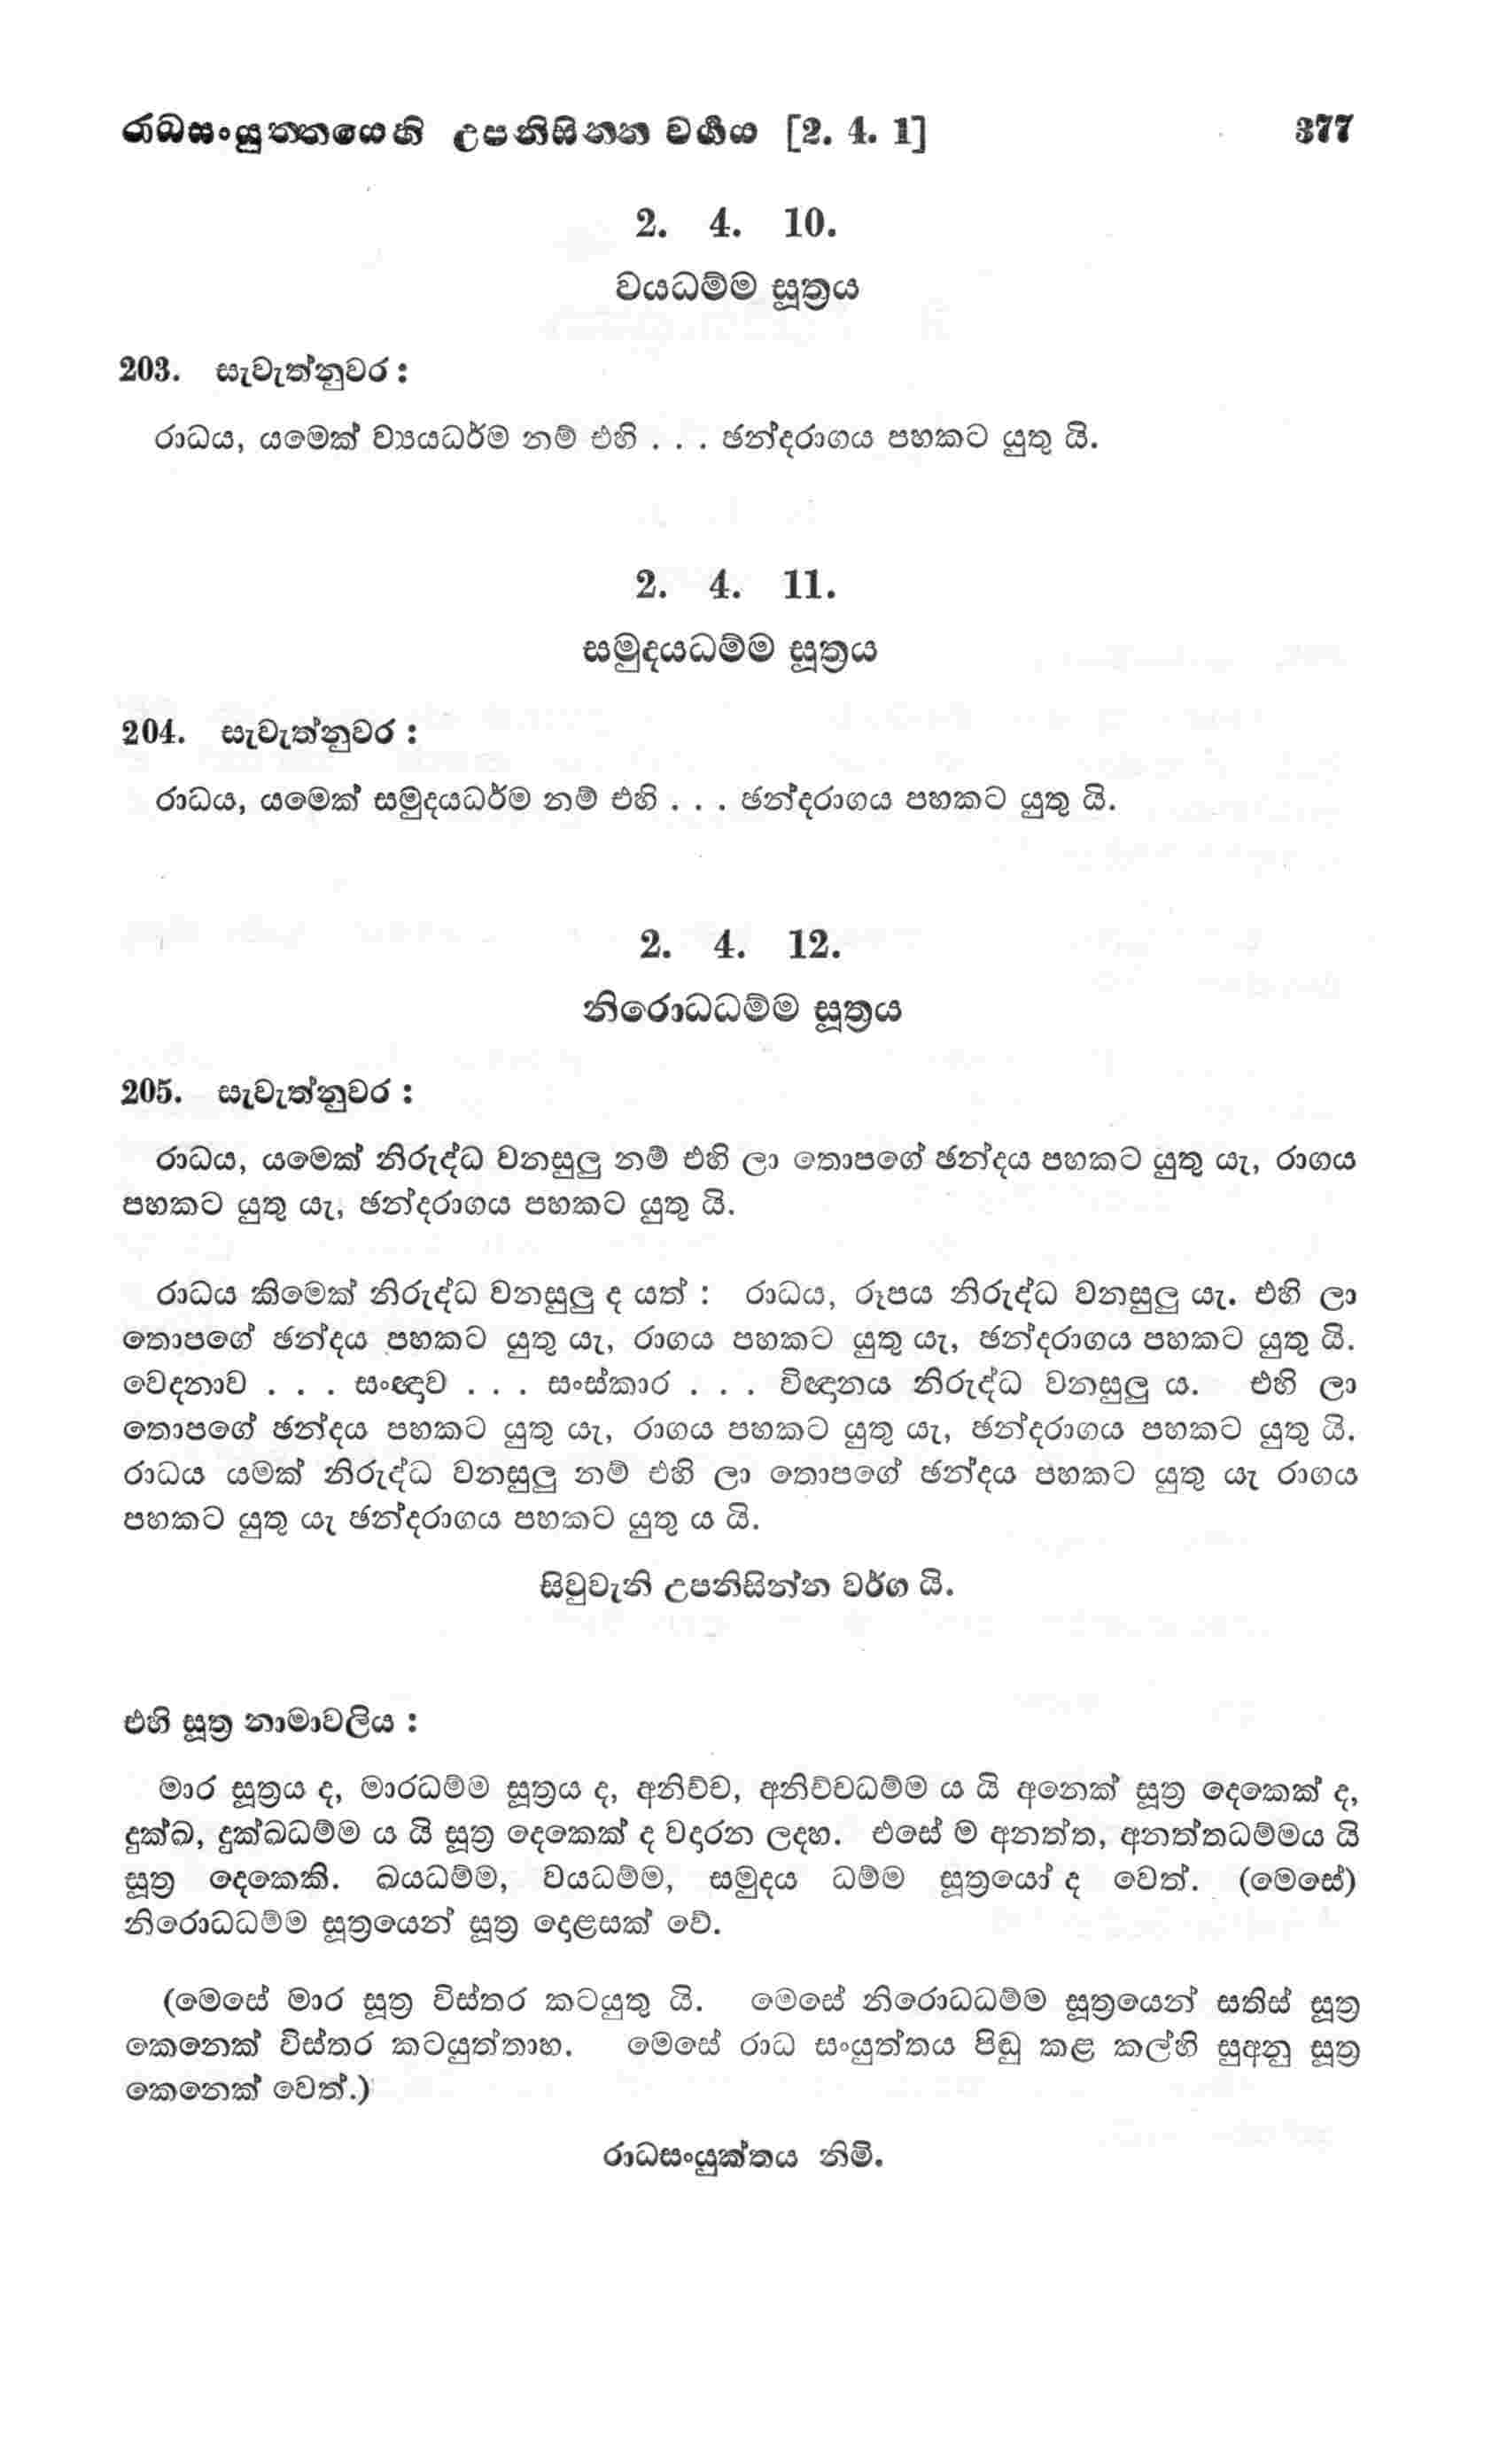 රාධසංයුත්තයෙහි උපනිසින්න වර්ගය [2. 4. 1] 377
2. 4. 10.
වයධම්ම සූත්‍රය
203. සැවැත්නුවර :
රාධය, යමෙක් ව්‍යයධර්ම නම් එහි . . . ඡන්දරාගය පහකට යුතු යි.
2. 4. 11.
සමුදයධම්ම සූත්‍රය
204. සැවැත්නුවර :
රාධය, යමෙක් සමුදයධර්ම නම් එහි . . . ඡන්දරාගය පහකට යුතු යි.
2. 4. 12.
නිරොධධම්ම සූත්‍රය
205. සැවැත්නුවර :
රාධය, යමෙක් නිරුද්ධ වනසුලු නම් එහි ලා තොපගේ ඡන්දය පහකට යුතු යැ, රාගය
පහකට යුතු යැ, ඡන්දරාගය පහකට යුතු යි.
රාධය කිමෙක් නිරුද්ධ වනසුලු ද යත් : රාධය, රූපය නිරුද්ධ වනසුලු යැ. එහි ලා
තොපගේ ඡන්දය පහකට යුතු යැ, රාගය පහකට යුතු යැ, ඡන්දරාගය පහකට යුතු යි.
වෙදනාව . . . සංඥාව . . . සංස්කාර . . . විඥානය නිරුද්ධ වනසුලු ය. එහි ලා
තොපගේ ඡන්දය පහකට යුතු යැ, රාගය පහකට යුතු යැ, ඡන්දරාගය පහකට යුතු යි.
රාධය යමක් නිරුද්ධ වනසුලු නම් එහි ලා තොපගේ ඡන්දය පහකට යුතු යැ රාගය
පහකට යුතු යැ ඡන්දරාගය පහකට යුතු ය යි.
සිවුවැනි උපනිසින්න වර්ග යි.
එහි සූත්‍ර නාමාවලිය :
මාර සූත්‍රය ද, මාරධම්ම සූත්‍රය ද, අනිච්ච, අනිච්චධම්ම ය යි අනෙක් සූත්‍ර දෙකෙක් ද,
දුක්ඛ, දුක්ඛධම්ම ය යි සූත්‍ර දෙකෙක් ද වදාරන ලදහ. එසේ ම අනත්ත, අනත්තධම්මය යි
සූත්‍ර දෙකෙකි. ඛයධම්ම, වයධම්ම, සමුදය ධම්ම සූත්‍රයෝ ද වෙත්. (මෙසේ)
නිරොධධම්ම සූත්‍රයෙන් සූත්‍ර දොළසක් වේ.
(මෙසේ මාර සූත්‍ර විස්තර කටයුතු යි. මෙසේ නිරොධධම්ම සූත්‍රයෙන් සතිස් සූත්‍ර
කෙනෙක් විස්තර කටයුත්තාහ. මෙසේ රාධ සංයුත්තය පිඬු කළ කල්හි සුඅනු සූත්‍ර
කෙනෙක් වෙත්.)
රාධසංයුක්තය නිමි.